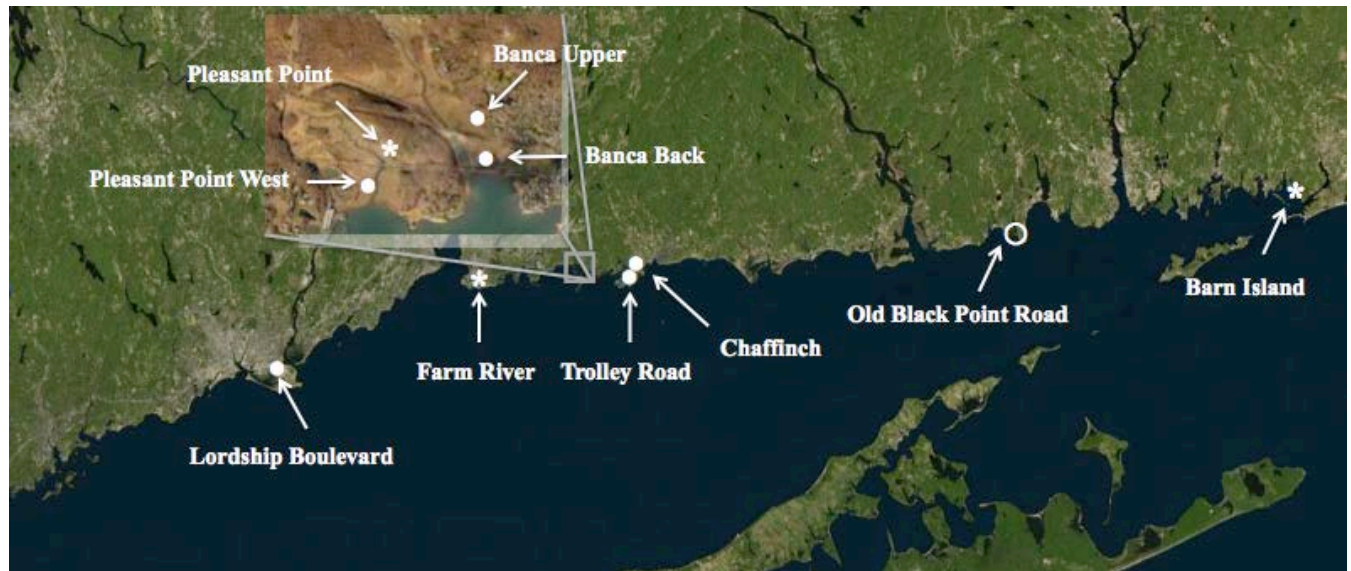 Banca Upper
Pleasant Point
Banca Back
Pleasant Point West
Barn Island
Old Black Point Road
Chaffinch
Farm River
Trolley Road
Lordship Boulevard